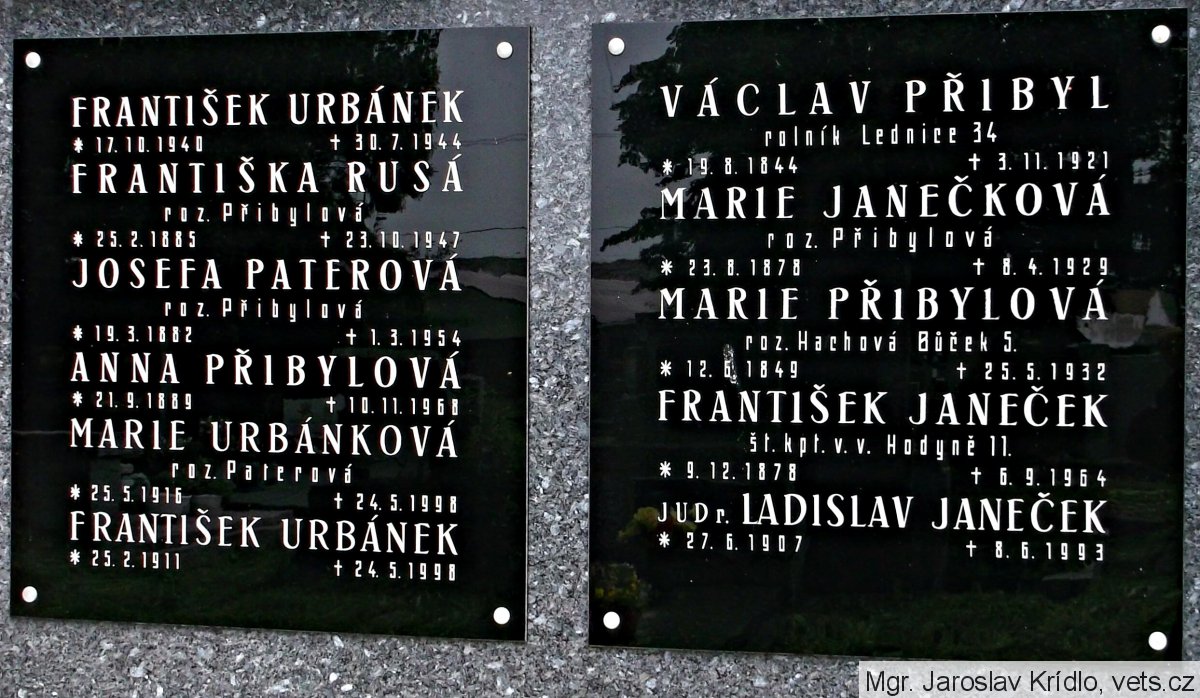 FRANTIŠEK URBÁNEK
* 17.10.1940 † 30.7.1944
FRANTIŠKA RUSÁ
roz. Přibylová
* 25.2.1885 † 23.10.1947
JOSEFA PATEROVÁ
roz. Přibylová
* 19.3.1882 † 1.3.1954
ANNA PŘIBYLOVÁ
* 21.9.1889 † 10.11.1968
MARIE URBÁNKOVÁ
roz. Paterová
* 25.5.1916 † 24.5.1998
FRANTIŠEK URBÁNEK
* 25.2.1911 † 24.5.1998
VÁCLAV PŘIBYL
rolník Lednice 34
* 19.8.1844 † 3.11.1921
MARIE JANEČKOVÁ
roz. Přibylová
* 23.8.1878 † 8.4.1929
MARIE PŘIBYLOVÁ
roz. Hachová Bůček 5.
* 12.6.1849 † 25.5.1932
FRANTIŠEK JANEČEK
št. kpt. v. v. Hodyně 11.
* 9.12.1878 † 6.9.1964
JUDr. LADISLAV JANEČEK
* 27.6.1907 † 8.6.1993
Mgr. Jaroslav Krídlo, vets.cz